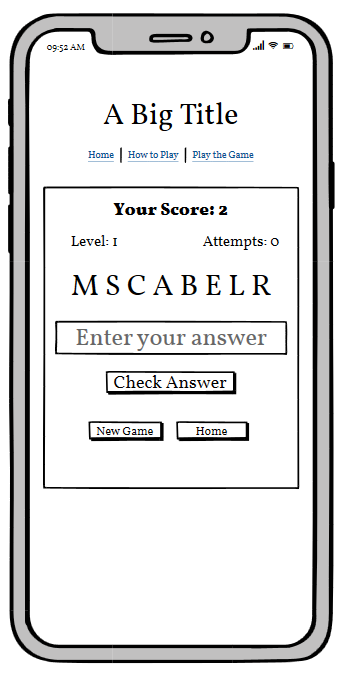 09:52 AM
A Big Title
Home | How to Play | Play the Game
Your Score: 2
Level: 1 Attempts: 0
M S C A B E L R
Enter your answer
Check Answer
New Game Home